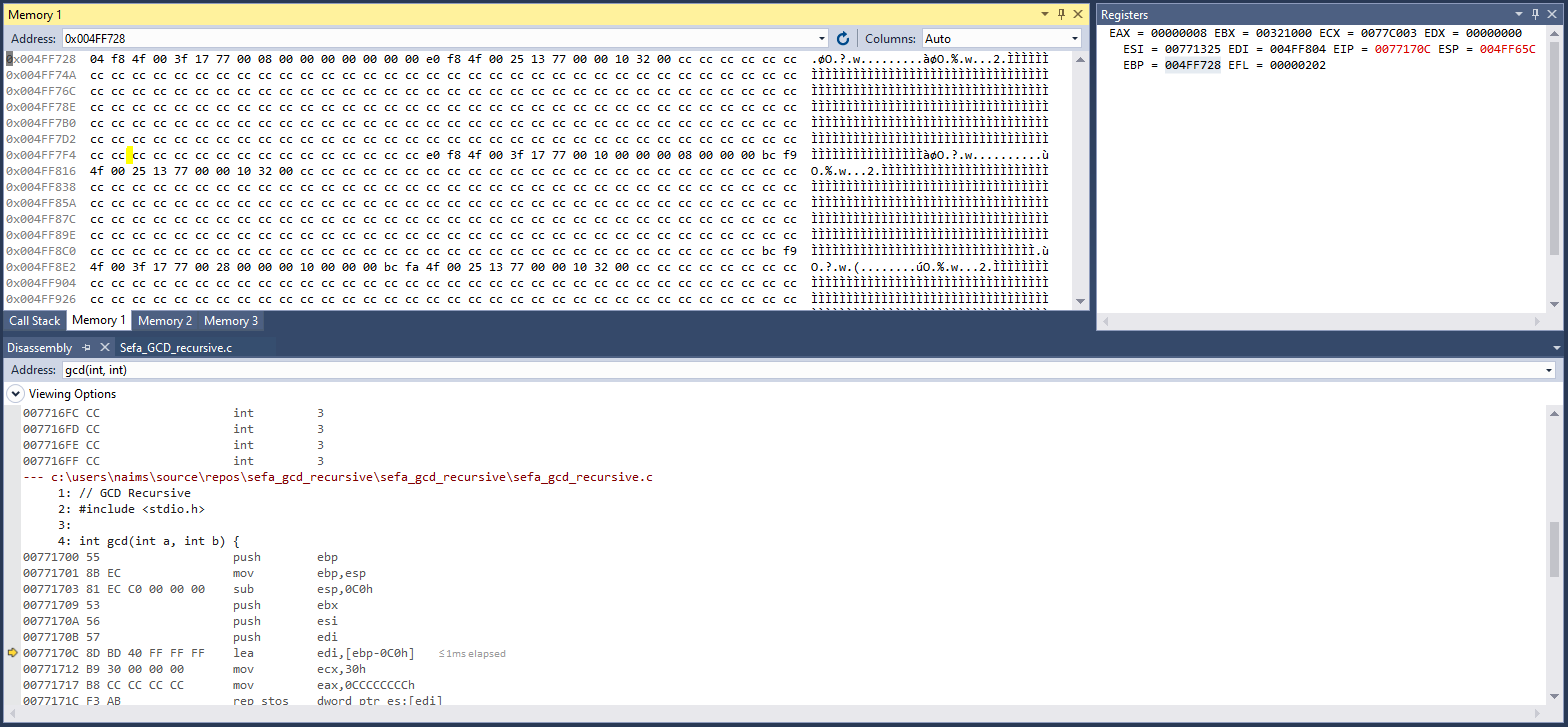 Memory 1
Address: 0x004FF728 Columns: Auto
0x004FF728 04 f8 4f 00 3f 17 77 00 08 00 00 00 00 00 00 00 e0 f8 4f 00 25 13 77 00 00 10 32 00 cc cc cc cc cc cc .øO.?.w.........àøO.%.w...2.ÌÌÌÌÌÌ
0x004FF74A cc cc cc cc cc cc cc cc cc cc cc cc cc cc cc cc cc cc cc cc cc cc cc cc cc cc cc cc cc cc cc cc cc cc ÌÌÌÌÌÌÌÌÌÌÌÌÌÌÌÌÌÌÌÌÌÌÌÌÌÌÌÌÌÌÌÌÌÌ
0x004FF76C cc cc cc cc cc cc cc cc cc cc cc cc cc cc cc cc cc cc cc cc cc cc cc cc cc cc cc cc cc cc cc cc cc cc ÌÌÌÌÌÌÌÌÌÌÌÌÌÌÌÌÌÌÌÌÌÌÌÌÌÌÌÌÌÌÌÌÌÌ
0x004FF78E cc cc cc cc cc cc cc cc cc cc cc cc cc cc cc cc cc cc cc cc cc cc cc cc cc cc cc cc cc cc cc cc cc cc ÌÌÌÌÌÌÌÌÌÌÌÌÌÌÌÌÌÌÌÌÌÌÌÌÌÌÌÌÌÌÌÌÌÌ
0x004FF7B0 cc cc cc cc cc cc cc cc cc cc cc cc cc cc cc cc cc cc cc cc cc cc cc cc cc cc cc cc cc cc cc cc cc cc ÌÌÌÌÌÌÌÌÌÌÌÌÌÌÌÌÌÌÌÌÌÌÌÌÌÌÌÌÌÌÌÌÌÌ
0x004FF7D2 cc cc cc cc cc cc cc cc cc cc cc cc cc cc cc cc cc cc cc cc cc cc cc cc cc cc cc cc cc cc cc cc cc cc ÌÌÌÌÌÌÌÌÌÌÌÌÌÌÌÌÌÌÌÌÌÌÌÌÌÌÌÌÌÌÌÌÌÌ
0x004FF7F4 cc cc cc cc cc cc cc cc cc cc cc cc cc cc cc cc e0 f8 4f 00 3f 17 77 00 10 00 00 00 08 00 00 00 bc f9 ÌÌÌÌÌÌÌÌÌÌÌÌÌÌÌÌàøO.?.w..........ù
0x004FF816 4f 00 25 13 77 00 00 10 32 00 cc cc cc cc cc cc cc cc cc cc cc cc cc cc cc cc cc cc cc cc cc cc cc cc O.%.w...2.ÌÌÌÌÌÌÌÌÌÌÌÌÌÌÌÌÌÌÌÌÌÌÌÌ
0x004FF838 cc cc cc cc cc cc cc cc cc cc cc cc cc cc cc cc cc cc cc cc cc cc cc cc cc cc cc cc cc cc cc cc cc cc ÌÌÌÌÌÌÌÌÌÌÌÌÌÌÌÌÌÌÌÌÌÌÌÌÌÌÌÌÌÌÌÌÌÌ
0x004FF85A cc cc cc cc cc cc cc cc cc cc cc cc cc cc cc cc cc cc cc cc cc cc cc cc cc cc cc cc cc cc cc cc cc cc ÌÌÌÌÌÌÌÌÌÌÌÌÌÌÌÌÌÌÌÌÌÌÌÌÌÌÌÌÌÌÌÌÌÌ
0x004FF87C cc cc cc cc cc cc cc cc cc cc cc cc cc cc cc cc cc cc cc cc cc cc cc cc cc cc cc cc cc cc cc cc cc cc ÌÌÌÌÌÌÌÌÌÌÌÌÌÌÌÌÌÌÌÌÌÌÌÌÌÌÌÌÌÌÌÌÌÌ
0x004FF89E cc cc cc cc cc cc cc cc cc cc cc cc cc cc cc cc cc cc cc cc cc cc cc cc cc cc cc cc cc cc cc cc cc cc ÌÌÌÌÌÌÌÌÌÌÌÌÌÌÌÌÌÌÌÌÌÌÌÌÌÌÌÌÌÌÌÌÌÌ
0x004FF8C0 cc cc cc cc cc cc cc cc cc cc cc cc cc cc cc cc cc cc cc cc cc cc cc cc cc cc cc cc cc cc cc cc bc f9 ÌÌÌÌÌÌÌÌÌÌÌÌÌÌÌÌÌÌÌÌÌÌÌÌÌÌÌÌÌÌÌÌ.ù
0x004FF8E2 4f 00 3f 17 77 00 28 00 00 00 10 00 00 00 bc fa 4f 00 25 13 77 00 00 10 32 00 cc cc cc cc cc cc cc cc O.?.w.(........úO.%.w...2.ÌÌÌÌÌÌÌÌ
0x004FF904 cc cc cc cc cc cc cc cc cc cc cc cc cc cc cc cc cc cc cc cc cc cc cc cc cc cc cc cc cc cc cc cc cc cc ÌÌÌÌÌÌÌÌÌÌÌÌÌÌÌÌÌÌÌÌÌÌÌÌÌÌÌÌÌÌÌÌÌÌ
0x004FF926 cc cc cc cc cc cc cc cc cc cc cc cc cc cc cc cc cc cc cc cc cc cc cc cc cc cc cc cc cc cc cc cc cc cc ÌÌÌÌÌÌÌÌÌÌÌÌÌÌÌÌÌÌÌÌÌÌÌÌÌÌÌÌÌÌÌÌÌÌ
Call Stack Memory 1 Memory 2 Memory 3
Registers
EAX = 00000008 EBX = 00321000 ECX = 0077C003 EDX = 00000000
ESI = 00771325 EDI = 004FF804 EIP = 0077170C ESP = 004FF65C
EBP = 004FF728 EFL = 00000202
Disassembly Sefa_GCD_recursive.c
Address: gcd(int, int)
Viewing Options
007716FC CC int 3
007716FD CC int 3
007716FE CC int 3
007716FF CC int 3
--- c:\users\naims\source\repos\sefa_gcd_recursive\sefa_gcd_recursive\sefa_gcd_recursive.c
1: // GCD Recursive
2: #include <stdio.h>
3:
4: int gcd(int a, int b) {
00771700 55 push ebp
00771701 8B EC mov ebp,esp
00771703 81 EC C0 00 00 00 sub esp,0C0h
00771709 53 push ebx
0077170A 56 push esi
0077170B 57 push edi
0077170C 8D BD 40 FF FF FF lea edi,[ebp-0C0h] ≤1ms elapsed
00771712 B9 30 00 00 00 mov ecx,30h
00771717 B8 CC CC CC CC mov eax,0CCCCCCCCh
0077171C F3 AB rep stos dword ptr es:[edi]